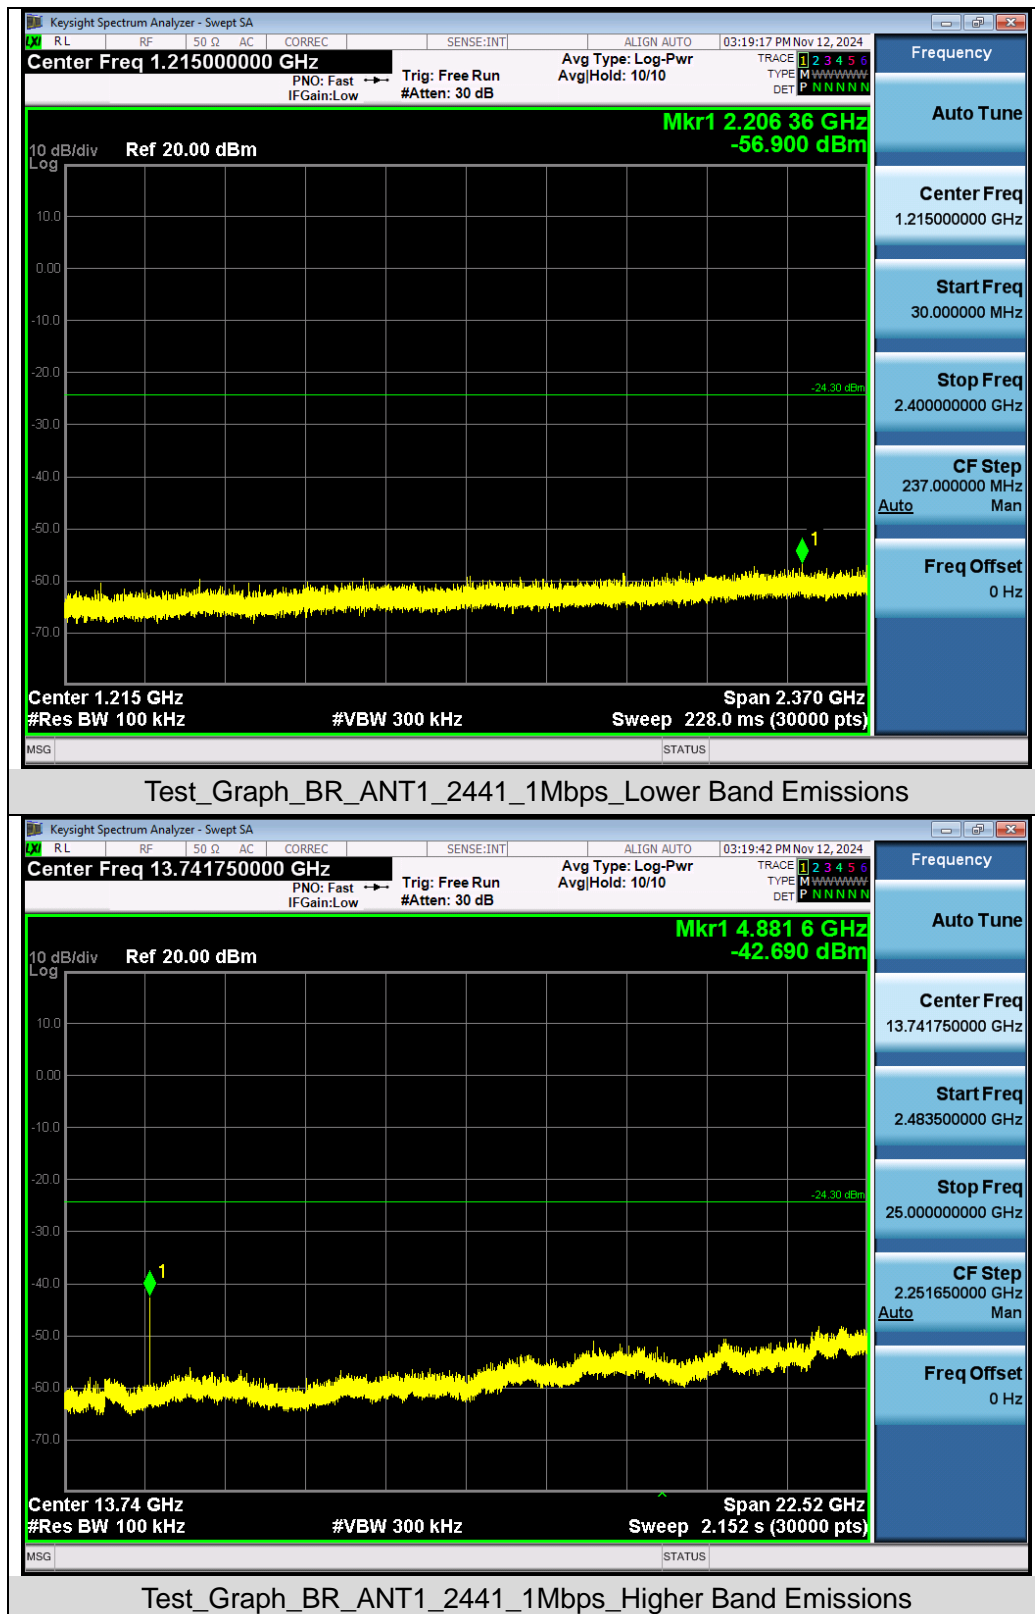 Keysight Spectrum Analyzer - Swept SA
LXI RL RF 50 Ω AC CORREC SENSE:INT ALIGN AUTO 03:19:17 PM Nov 12, 2024
Center Freq 1.215000000 GHz
PNO: Fast
IFGain:Low
Trig: Free Run
#Atten: 30 dB
Avg Type: Log-Pwr
Avg|Hold: 10/10
TRACE 1 2 3 4 5 6
TYPE M WWWWW
DET P N N N N N
Frequency
Mkr1 2.206 36 GHz
-56.900 dBm
10 dB/div Ref 20.00 dBm
Log
10.0
0.00
-10.0
-20.0
-24.30 dBm
-30.0
-40.0
-50.0
1
-60.0
-70.0
Center 1.215 GHz Span 2.370 GHz
#Res BW 100 kHz #VBW 300 kHz Sweep 228.0 ms (30000 pts)
MSG STATUS
Auto Tune
Center Freq
1.215000000 GHz
Start Freq
30.000000 MHz
Stop Freq
2.400000000 GHz
CF Step
237.000000 MHz
Auto Man
Freq Offset
0 Hz
Test_Graph_BR_ANT1_2441_1Mbps_Lower Band Emissions
Keysight Spectrum Analyzer - Swept SA
LXI RL RF 50 Ω AC CORREC SENSE:INT ALIGN AUTO 03:19:42 PM Nov 12, 2024
Center Freq 13.741750000 GHz
PNO: Fast
IFGain:Low
Trig: Free Run
#Atten: 30 dB
Avg Type: Log-Pwr
Avg|Hold: 10/10
TRACE 1 2 3 4 5 6
TYPE M WWWWW
DET P N N N N N
Frequency
Mkr1 4.881 6 GHz
-42.690 dBm
10 dB/div Ref 20.00 dBm
Log
10.0
0.00
-10.0
-20.0
-24.30 dBm
-30.0
1
-40.0
-50.0
-60.0
-70.0
Center 13.74 GHz Span 22.52 GHz
#Res BW 100 kHz #VBW 300 kHz Sweep 2.152 s (30000 pts)
MSG STATUS
Auto Tune
Center Freq
13.741750000 GHz
Start Freq
2.483500000 GHz
Stop Freq
25.000000000 GHz
CF Step
2.251650000 GHz
Auto Man
Freq Offset
0 Hz
Test_Graph_BR_ANT1_2441_1Mbps_Higher Band Emissions